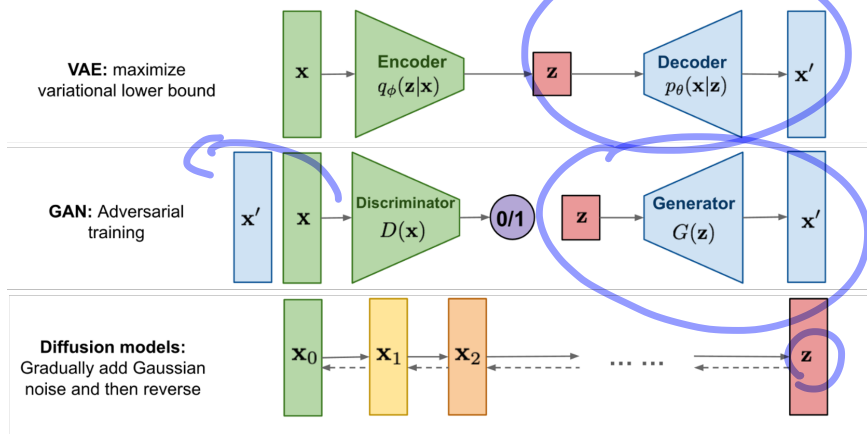 VAE: maximize
variational lower bound
x
Encoder
qϕ(z|x)
z
Decoder
pθ(x|z)
x′
GAN: Adversarial
training
x′
x
Discriminator
D(x)
0/1
z
Generator
G(z)
x′
Diffusion models:
Gradually add Gaussian
noise and then reverse
x₀
x₁
x₂
... ...
z